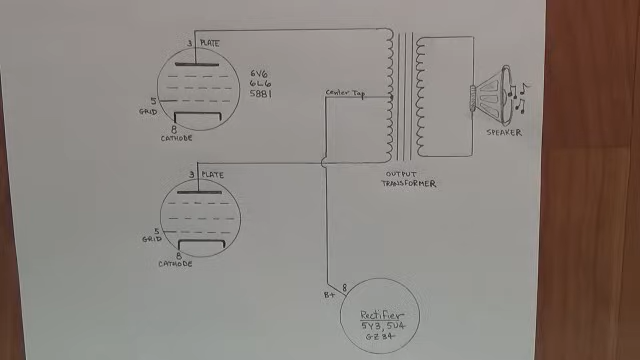 3 PLATE
6V6
6L6
5881
5
GRID
8
CATHODE
Center Tap
SPEAKER
3 PLATE
OUTPUT
TRANSFORMER
5
GRID
8
CATHODE
B+
8
Rectifier
5Y3, 5U4
GZ34